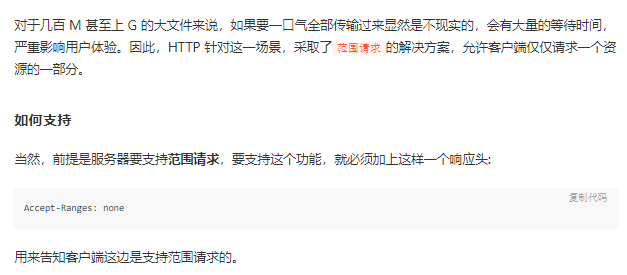 对于几百 M 甚至上 G 的大文件来说，如果要一口气全部传输过来显然是不现实的，会有大量的等待时间，
严重影响用户体验。因此，HTTP 针对这一场景，采取了 范围请求 的解决方案，允许客户端仅仅请求一个资
源的一部分。
如何支持
当然，前提是服务器要支持范围请求，要支持这个功能，就必须加上这样一个响应头:
复制代码
Accept-Ranges: none
用来告知客户端这边是支持范围请求的。